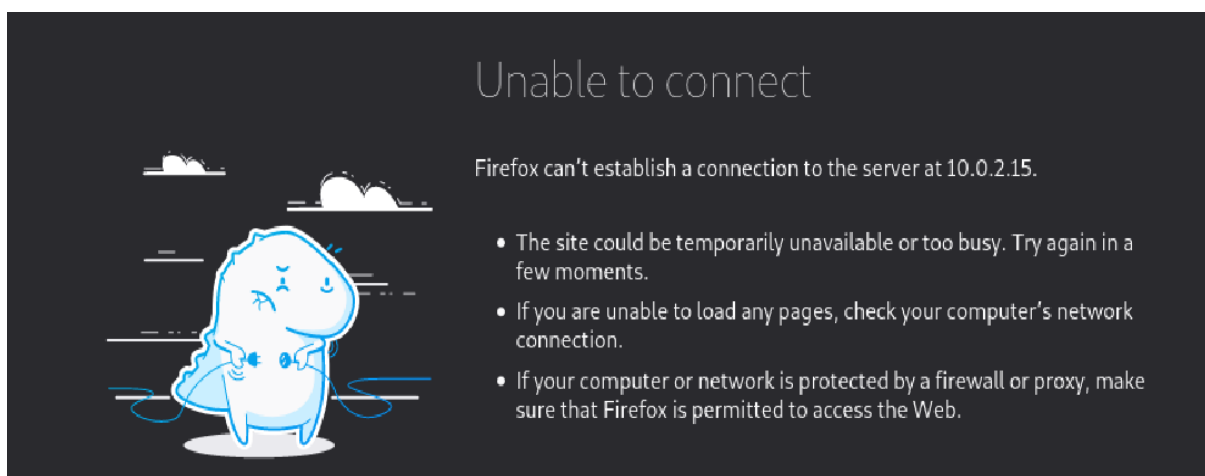 Unable to connect
Firefox can’t establish a connection to the server at 10.0.2.15.
• The site could be temporarily unavailable or too busy. Try again in a
few moments.
• If you are unable to load any pages, check your computer’s network
connection.
• If your computer or network is protected by a firewall or proxy, make
sure that Firefox is permitted to access the Web.